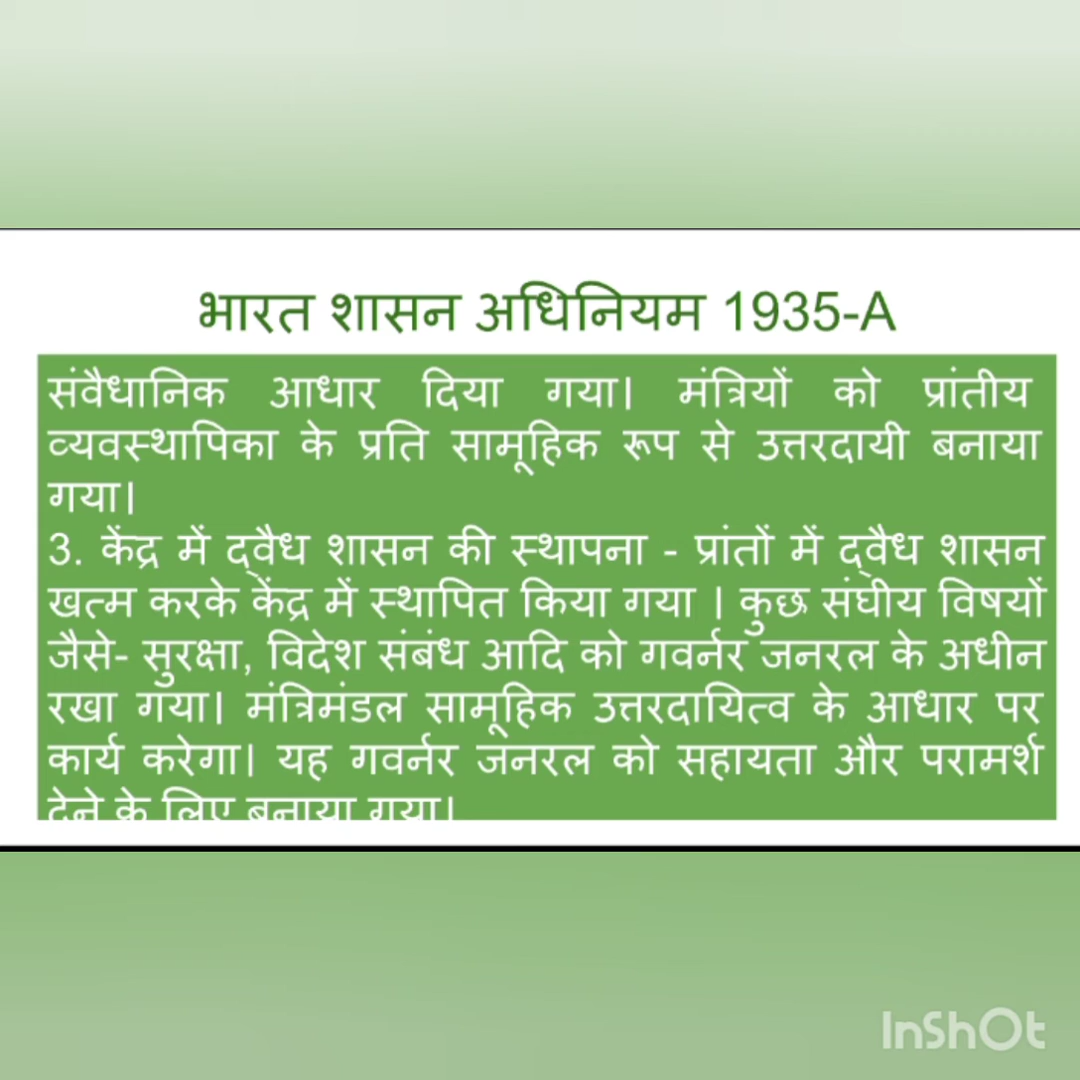 भारत शासन अधिनियम 1935-A
संवैधानिक आधार दिया गया। मंत्रियों को प्रांतीय
व्यवस्थापिका के प्रति सामूहिक रूप से उत्तरदायी बनाया
गया।
3. केंद्र में द्वैध शासन की स्थापना - प्रांतों में द्वैध शासन
खत्म करके केंद्र में स्थापित किया गया । कुछ संघीय विषयों
जैसे- सुरक्षा, विदेश संबंध आदि को गवर्नर जनरल के अधीन
रखा गया। मंत्रिमंडल सामूहिक उत्तरदायित्व के आधार पर
कार्य करेगा। यह गवर्नर जनरल को सहायता और परामर्श
देने के लिए बनाया गया।
InShOt